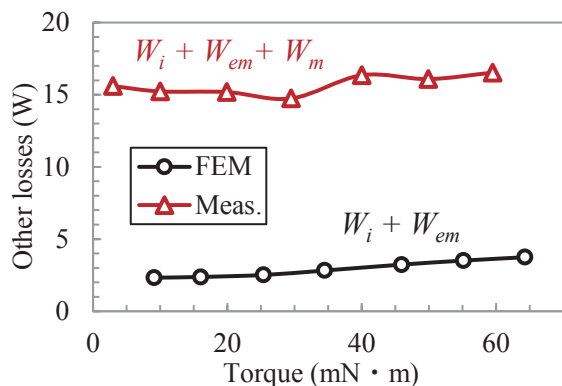 20
15
10
5
0
Other losses (W)
W_i + W_em + W_m
FEM
Meas.
W_i + W_em
0 20 40 60
Torque (mN・m)